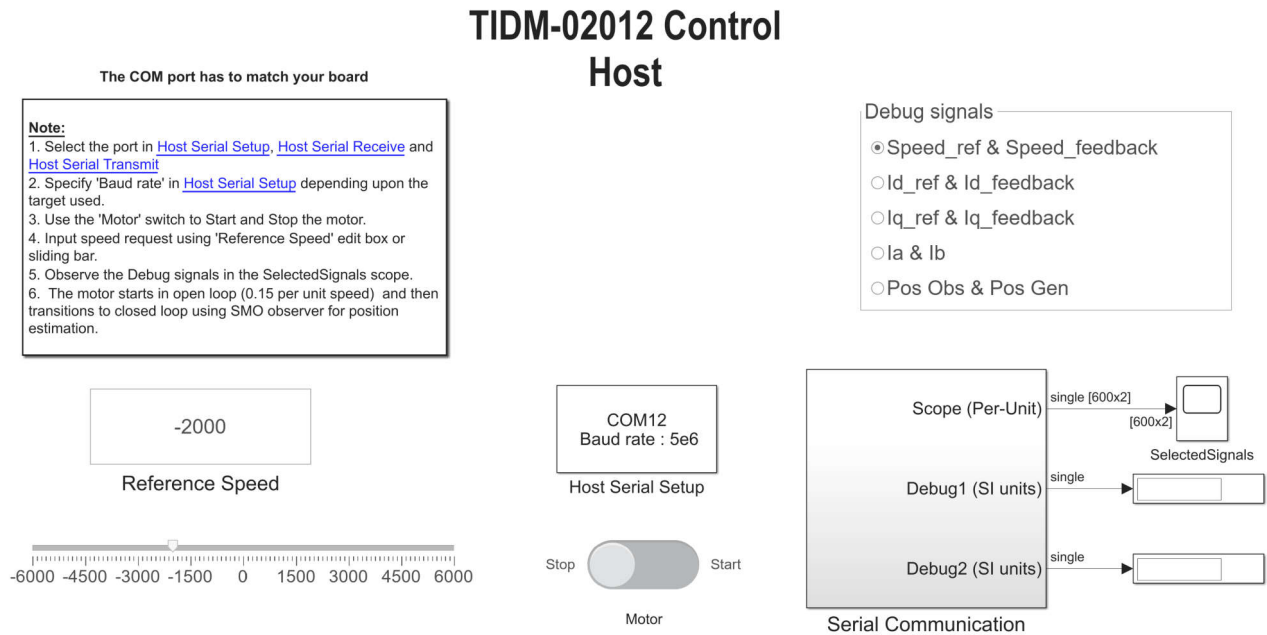 TIDM-02012 Control
Host
The COM port has to match your board
Note:
1. Select the port in Host Serial Setup, Host Serial Receive and
Host Serial Transmit
2. Specify 'Baud rate' in Host Serial Setup depending upon the
target used.
3. Use the 'Motor' switch to Start and Stop the motor.
4. Input speed request using 'Reference Speed' edit box or
sliding bar.
5. Observe the Debug signals in the SelectedSignals scope.
6.  The motor starts in open loop (0.15 per unit speed)  and then
transitions to closed loop using SMO observer for position
estimation.
Debug signals
Speed_ref & Speed_feedback
Id_ref & Id_feedback
Iq_ref & Iq_feedback
Ia & Ib
Pos Obs & Pos Gen
-2000
Reference Speed
-6000 -4500 -3000 -1500 0 1500 3000 4500 6000
COM12
Baud rate : 5e6
Host Serial Setup
Stop Start
Motor
Scope (Per-Unit) single [600x2]
[600x2]
SelectedSignals
Debug1 (SI units) single
Debug2 (SI units) single
Serial Communication